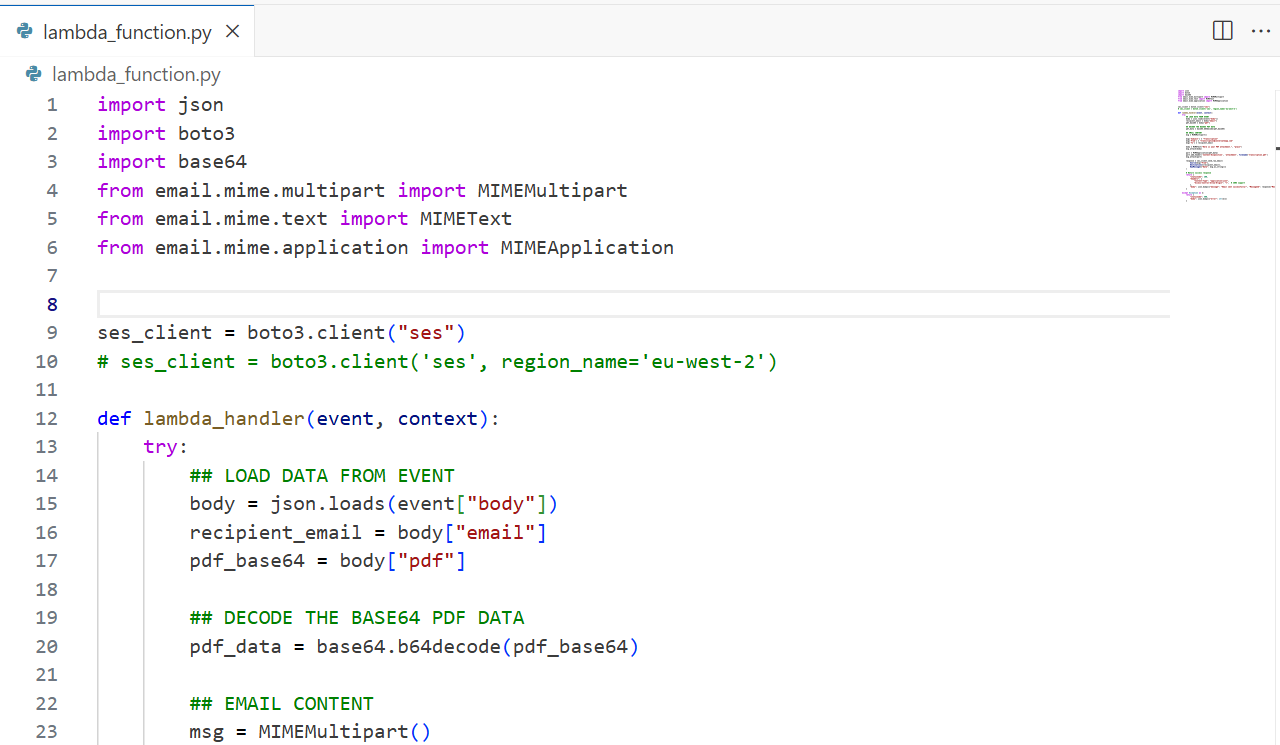 lambda_function.py
lambda_function.py
1 import json
2 import boto3
3 import base64
4 from email.mime.multipart import MIMEMultipart
5 from email.mime.text import MIMEText
6 from email.mime.application import MIMEApplication
7
8
9 ses_client = boto3.client("ses")
10 # ses_client = boto3.client('ses', region_name='eu-west-2')
11
12 def lambda_handler(event, context):
13     try:
14         ## LOAD DATA FROM EVENT
15         body = json.loads(event["body"])
16         recipient_email = body["email"]
17         pdf_base64 = body["pdf"]
18
19         ## DECODE THE BASE64 PDF DATA
20         pdf_data = base64.b64decode(pdf_base64)
21
22         ## EMAIL CONTENT
23         msg = MIMEMultipart()